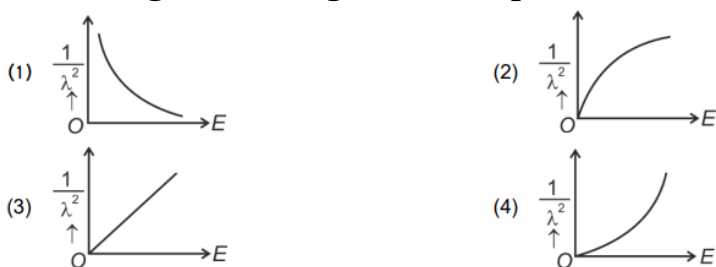 (1) 1/λ² ↑ O E
(2) 1/λ² ↑ O E
(3) 1/λ² ↑ O E
(4) 1/λ² ↑ O E